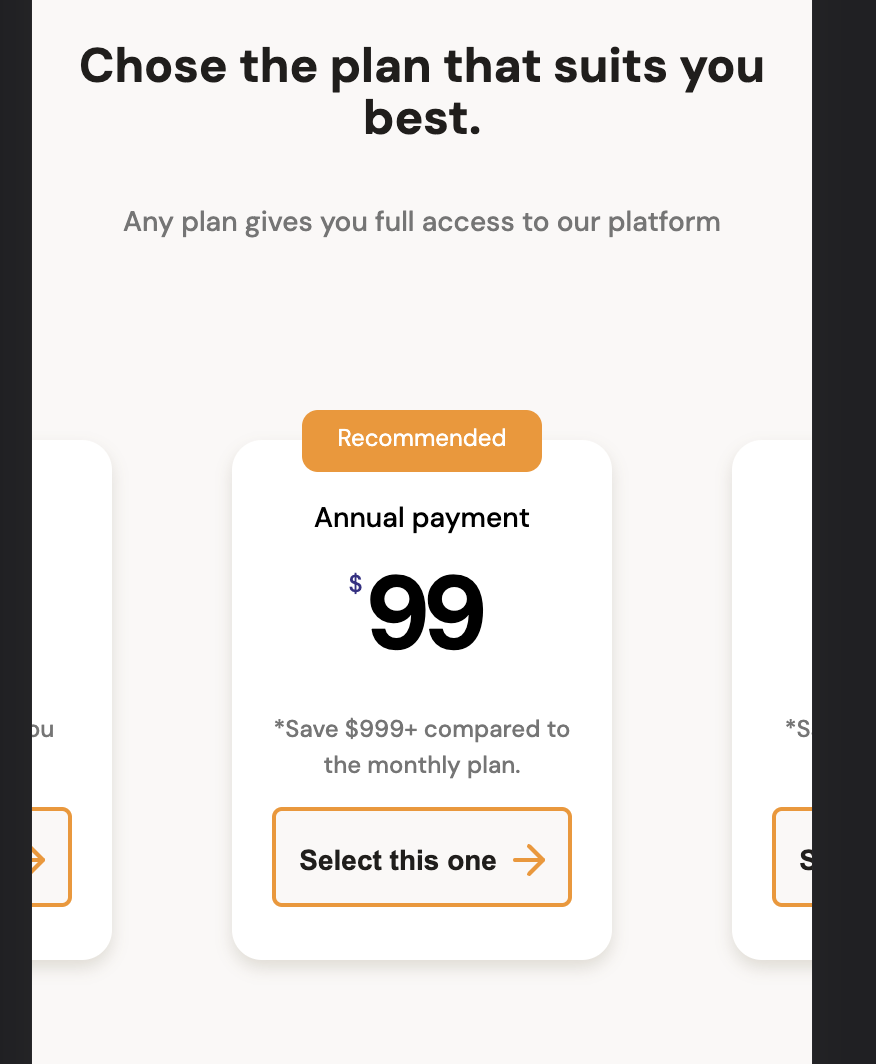 Chose the plan that suits you
best.
Any plan gives you full access to our platform
Recommended
Annual payment
$99
*Save $999+ compared to
the monthly plan.
Select this one